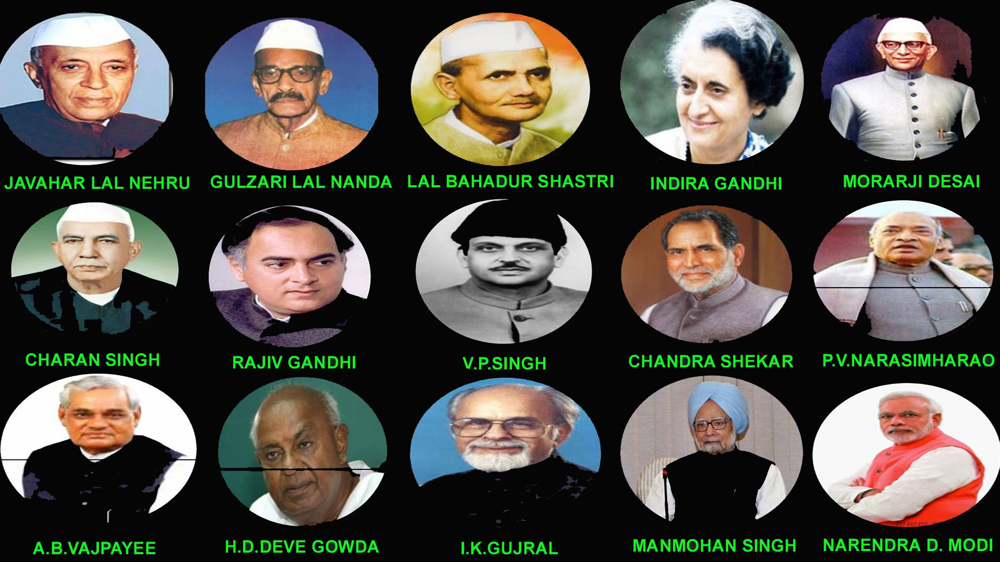 JAVAHAR LAL NEHRU
GULZARI LAL NANDA
LAL BAHADUR SHASTRI
INDIRA GANDHI
MORARJI DESAI
CHARAN SINGH
RAJIV GANDHI
V.P.SINGH
CHANDRA SHEKAR
P.V.NARASIMHARAO
A.B.VAJPAYEE
H.D.DEVE GOWDA
I.K.GUJRAL
MANMOHAN SINGH
NARENDRA D. MODI